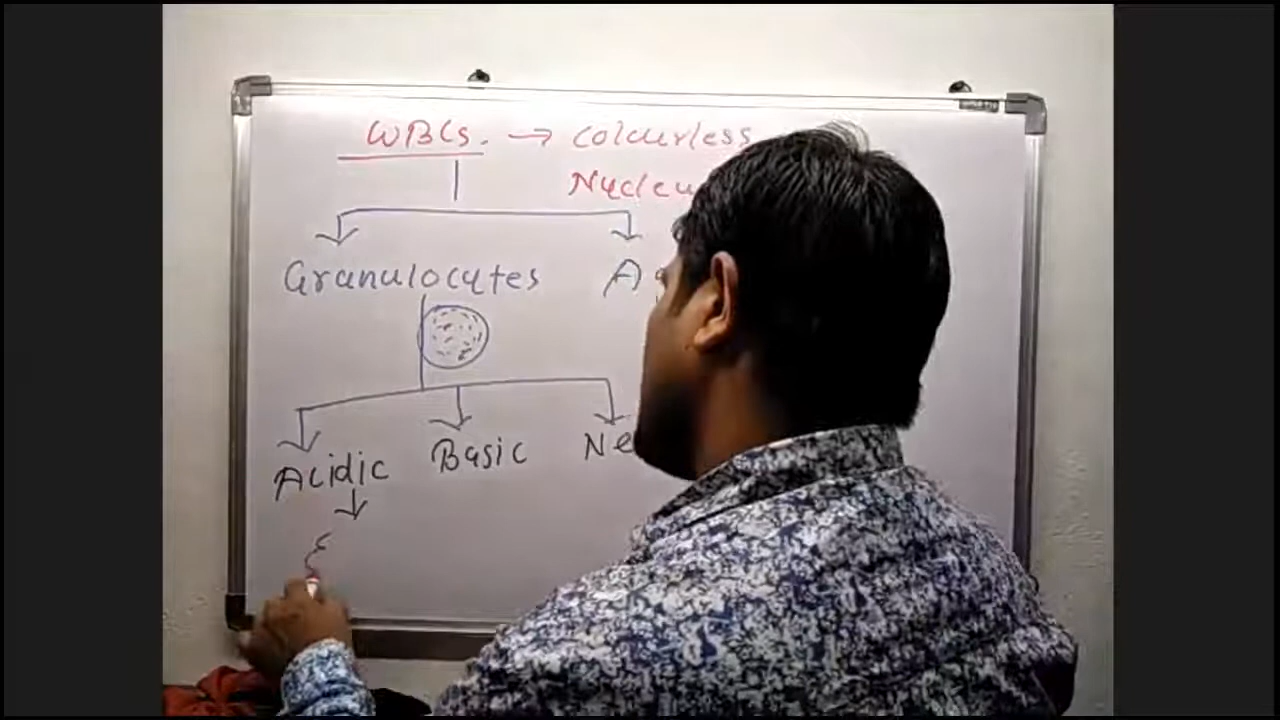 WBCs. → Colourless
Granulocytes
Acidic
Basic